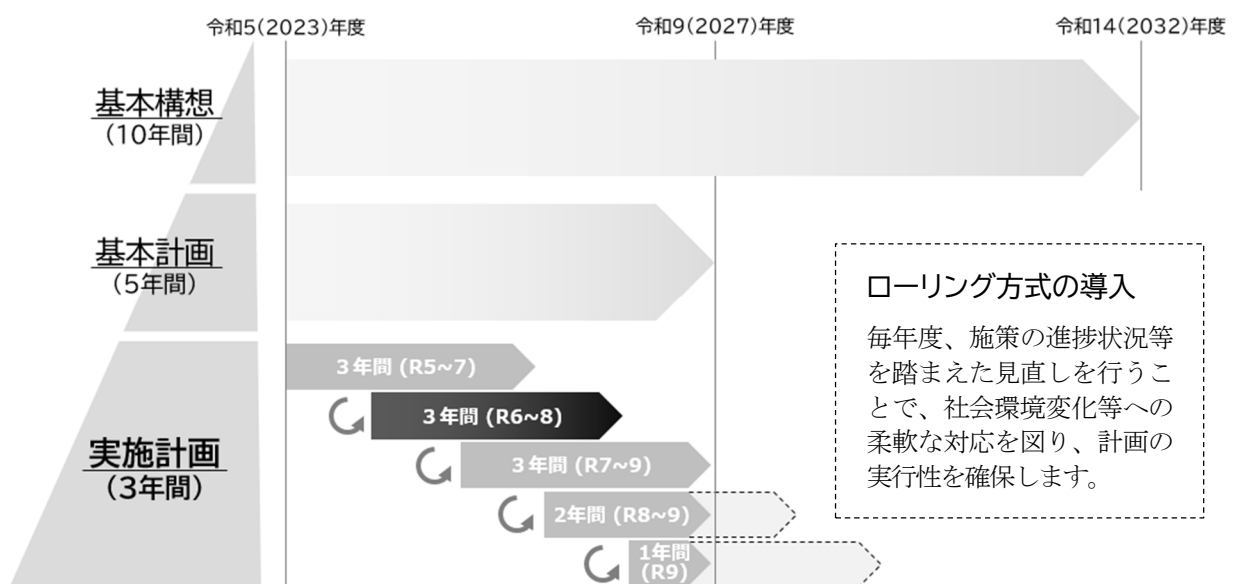 令和5(2023)年度
令和9(2027)年度
令和14(2032)年度
基本構想
(10年間)
基本計画
(5年間)
ローリング方式の導入
毎年度、施策の進捗状況等
を踏まえた見直しを行うこ
とで、社会環境変化等への
柔軟な対応を図り、計画の
実行性を確保します。
実施計画
(3年間)
3年間 (R5~7)
3年間 (R6~8)
3年間 (R7~9)
2年間 (R8~9)
1年間
(R9)